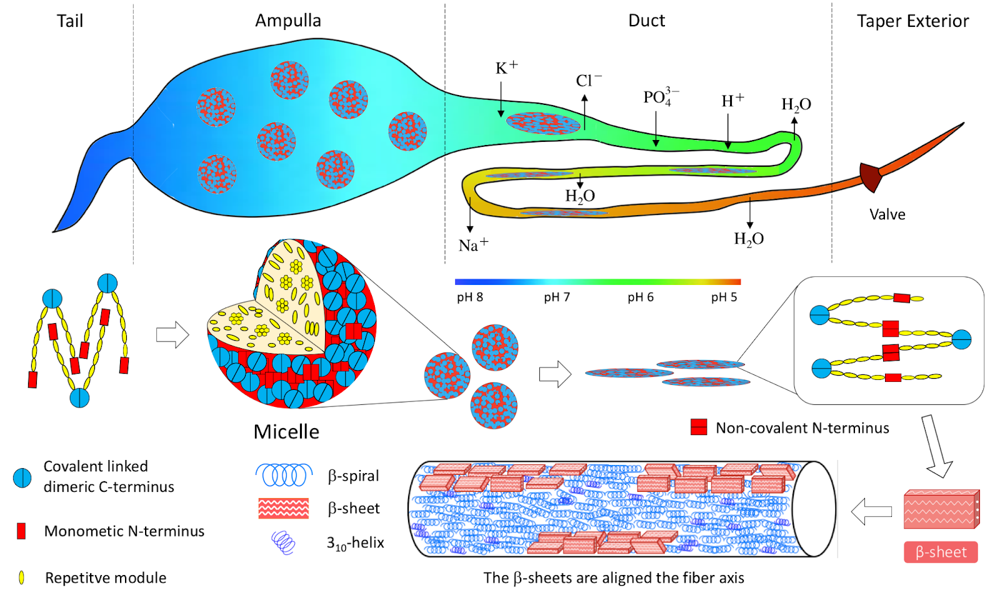 Tail
Ampulla
Duct
Taper Exterior
K⁺
Cl⁻
PO₄³⁻
H⁺
H₂O
H₂O
Na⁺
H₂O
Valve
pH 8
pH 7
pH 6
pH 5
Micelle
Non-covalent N-terminus
Covalent linked
dimeric C-terminus
Monometic N-terminus
Repetitve module
β-spiral
β-sheet
3₁₀-helix
β-sheet
The β-sheets are aligned the fiber axis